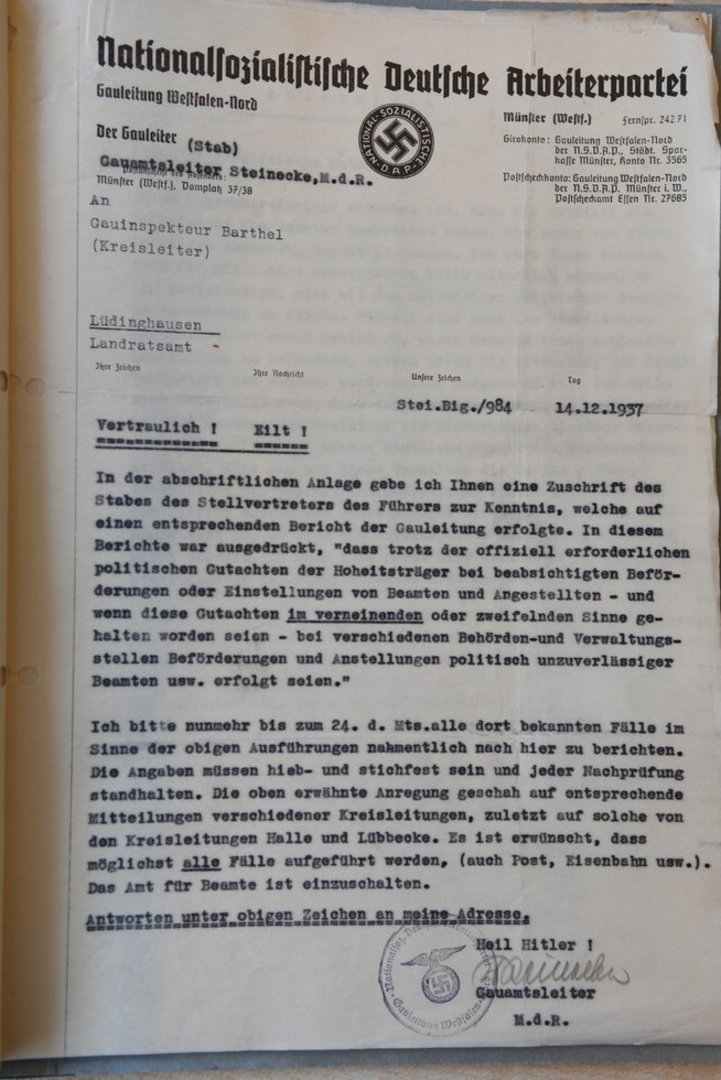 Nationalsozialistische Deutsche Arbeiterpartei
Gauleitung Westfalen-Nord
NATIONAL-SOZIALISTISCHE
D.A.P.
Münster (Westf.) Fernspr. 242 71
Girokonto: Gauleitung Westfalen-Nord
der N.S.D.A.P., Städt. Spar-
kasse Münster, Konto Nr. 3565
Postscheckkonto: Gauleitung Westfalen-Nord
der N.S.D.A.P. Münster i. W.,
Postscheckamt Essen Nr. 27685
Der Gauleiter (Stab)
Gauamtsleiter Steinecke,M.d.R.
Münster (Westf.), Domplatz 37/38
An
Gauinspekteur Barthel
(Kreisleiter)
Lüdinghausen
Landratsamt -
Ihre Zeichen Ihre Nachricht Unsere Zeichen Tag
Stei.Big./984 14.12.1937
Vertraulich ! Eilt !
In der abschriftlichen Anlage gebe ich Ihnen eine Zuschrift des
Stabes des Stellvertreters des Führers zur Kenntnis, welche auf
einen entsprechenden Bericht der Gauleitung erfolgte. In diesem
Berichte war ausgedrückt, "dass trotz der offiziell erforderlichen
politischen Gutachten der Hoheitsträger bei beabsichtigten Beför-
derungen oder Einstellungen von Beamten und Angestellten - und
wenn diese Gutachten im verneinenden oder zweifelnden Sinne ge-
halten worden seien - bei verschiedenen Behörden-und Verwaltungs-
stellen Beförderungen und Anstellungen politisch unzuverlässiger
Beamten usw. erfolgt seien."
Ich bitte nunmehr bis zum 24. d. Mts.alle dort bekannten Fälle im
Sinne der obigen Ausführungen nahmentlich nach hier zu berichten.
Die Angaben müssen hieb- und stichfest sein und jeder Nachprüfung
standhalten. Die oben erwähnte Anregung geschah auf entsprechende
Mitteilungen verschiedener Kreisleitungen, zuletzt auf solche von
den Kreisleitungen Halle und Lübbecke. Es ist erwünscht, dass
möglichst alle Fälle aufgeführt werden, (auch Post, Eisenbahn usw.).
Das Amt für Beamte ist einzuschalten.
Antworten unter obigen Zeichen an meine Adresse.
Heil Hitler !
Steinecke
Gauamtsleiter
M.d.R.
Gauleitung Westfalen-